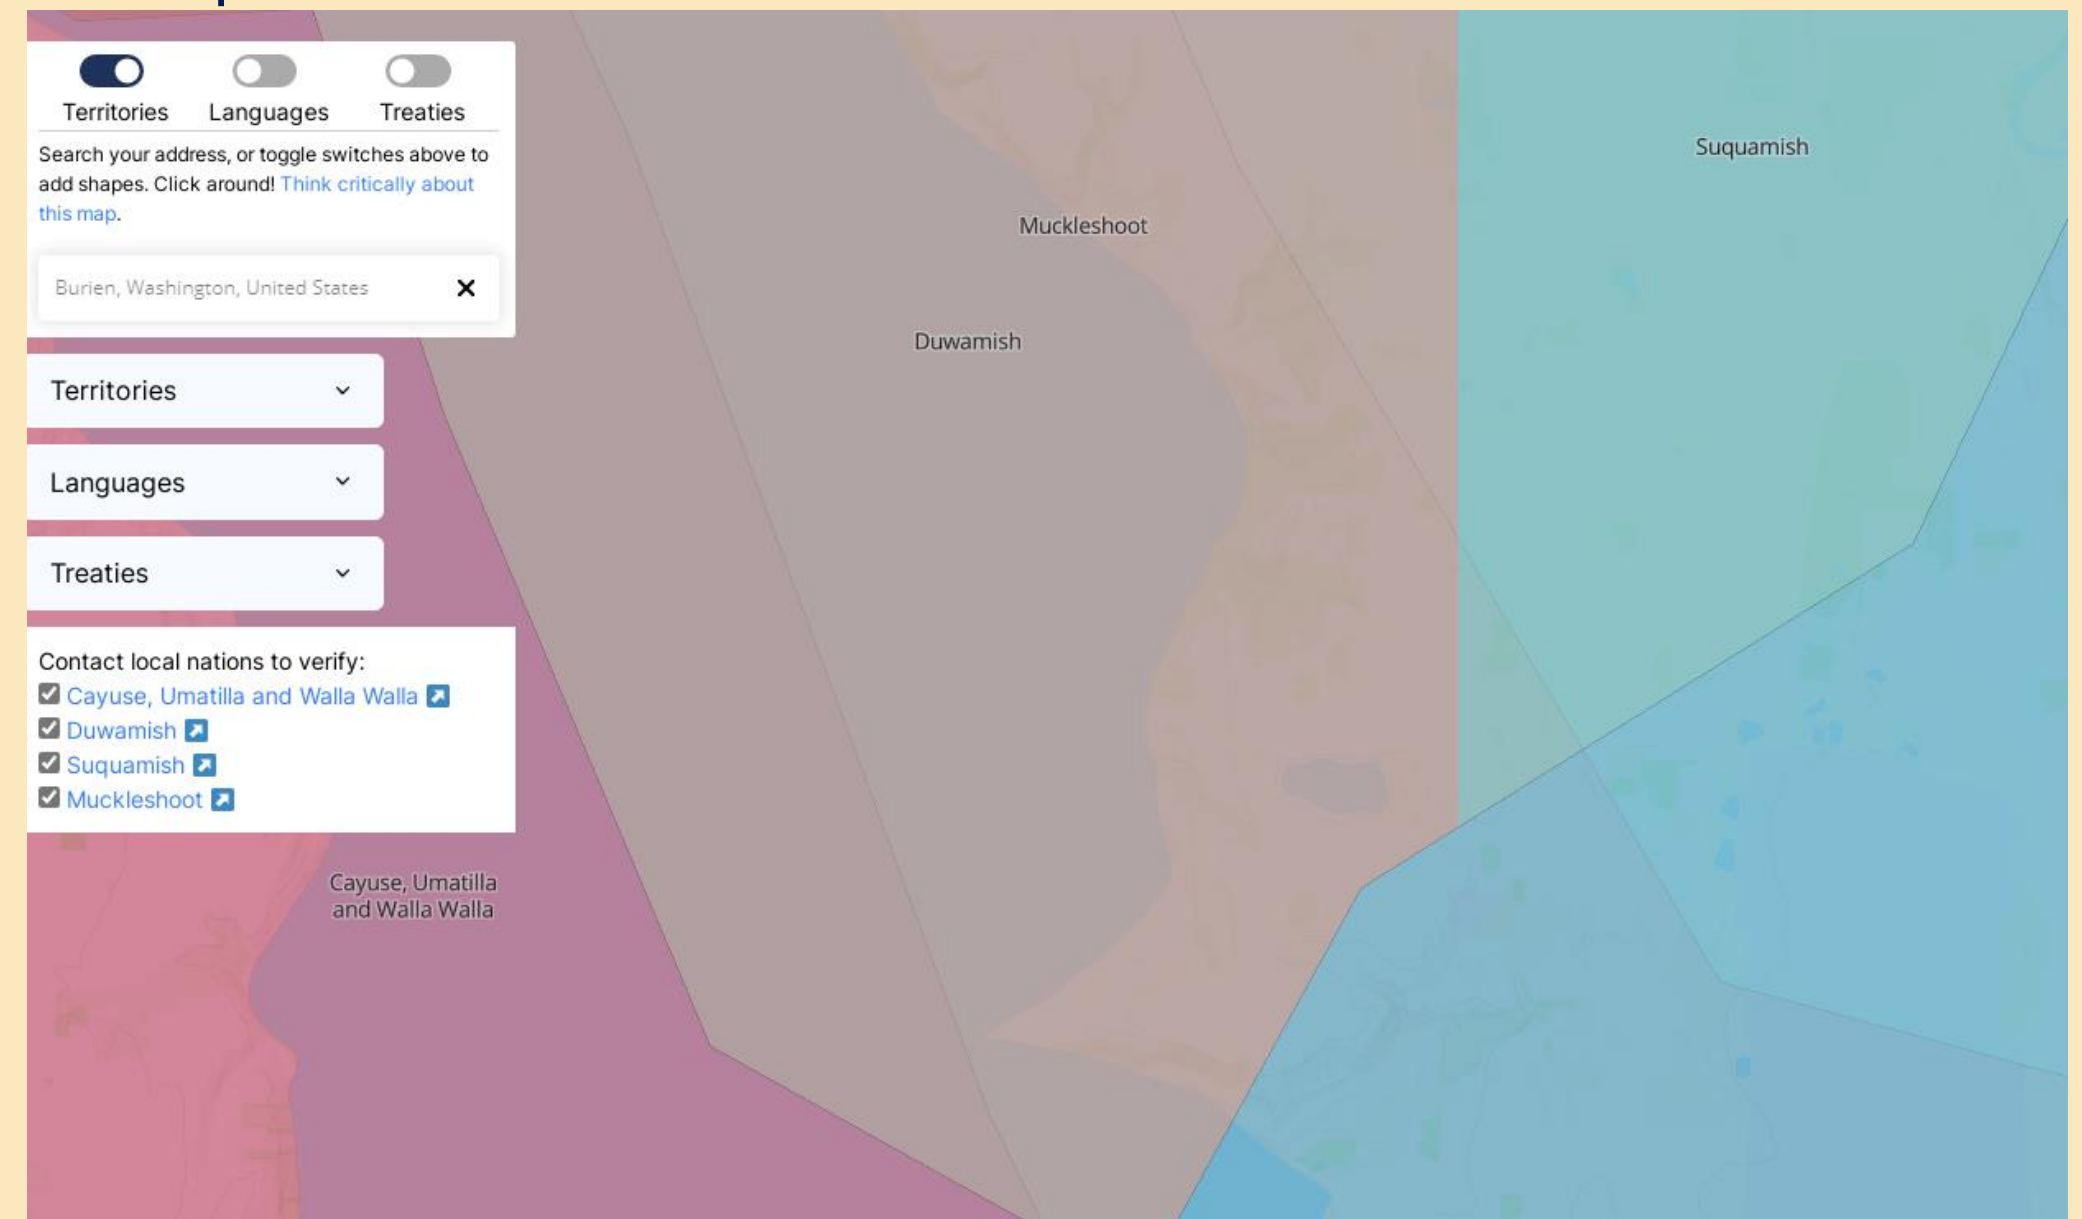 Territories
Languages
Treaties
Search your address, or toggle switches above to
add shapes. Click around! Think critically about
this map.
Burien, Washington, United States
Territories
Languages
Treaties
Contact local nations to verify:
Cayuse, Umatilla and Walla Walla
Duwamish
Suquamish
Muckleshoot
Suquamish
Muckleshoot
Duwamish
Cayuse, Umatilla
and Walla Walla